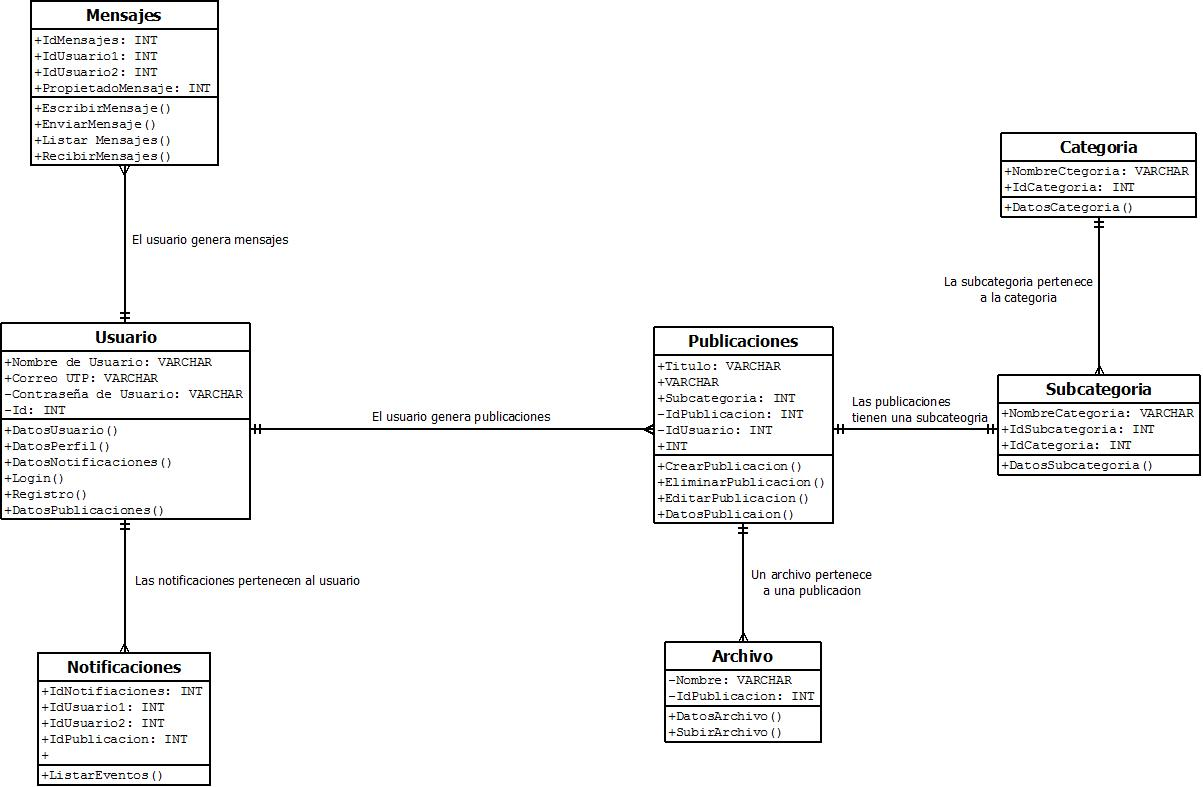 Mensajes
+IdMensajes: INT
+IdUsuario1: INT
+IdUsuario2: INT
+PropietadoMensaje: INT
+EscribirMensaje()
+EnviarMensaje()
+Listar Mensajes()
+RecibirMensajes()
El usuario genera mensajes
Usuario
+Nombre de Usuario: VARCHAR
+Correo UTP: VARCHAR
-Contraseña de Usuario: VARCHAR
-Id: INT
+DatosUsuario()
+DatosPerfil()
+DatosNotificaciones()
+Login()
+Registro()
+DatosPublicaciones()
Las notificaciones pertenecen al usuario
Notificaciones
+IdNotifiaciones: INT
+IdUsuario1: INT
+IdUsuario2: INT
+IdPublicacion: INT
+
+ListarEventos()
El usuario genera publicaciones
Publicaciones
+Titulo: VARCHAR
+VARCHAR
+Subcategoria: INT
-IdPublicacion: INT
-IdUsuario: INT
+INT
+CrearPublicacion()
+EliminarPublicacion()
+EditarPublicacion()
+DatosPublicaion()
Un archivo pertenece
a una publicacion
Archivo
-Nombre: VARCHAR
-IdPublicacion: INT
+DatosArchivo()
+SubirArchivo()
Las publicaciones
tienen una subcateogria
Categoria
+NombreCtegoria: VARCHAR
+IdCategoria: INT
+DatosCategoria()
La subcategoria pertenece
a la categoria
Subcategoria
+NombreCategoria: VARCHAR
+IdSubcategoria: INT
+IdCategoria: INT
+DatosSubcategoria()